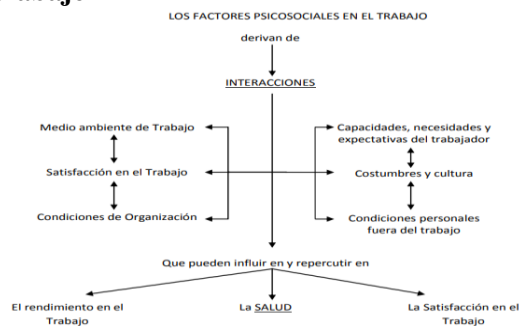 LOS FACTORES PSICOSOCIALES EN EL TRABAJO
derivan de
INTERACCIONES
Medio ambiente de Trabajo
Capacidades, necesidades y
expectativas del trabajador
Satisfacción en el Trabajo
Costumbres y cultura
Condiciones de Organización
Condiciones personales
fuera del trabajo
Que pueden influir en y repercutir en
El rendimiento en el
Trabajo
La SALUD
La Satisfacción en el
Trabajo